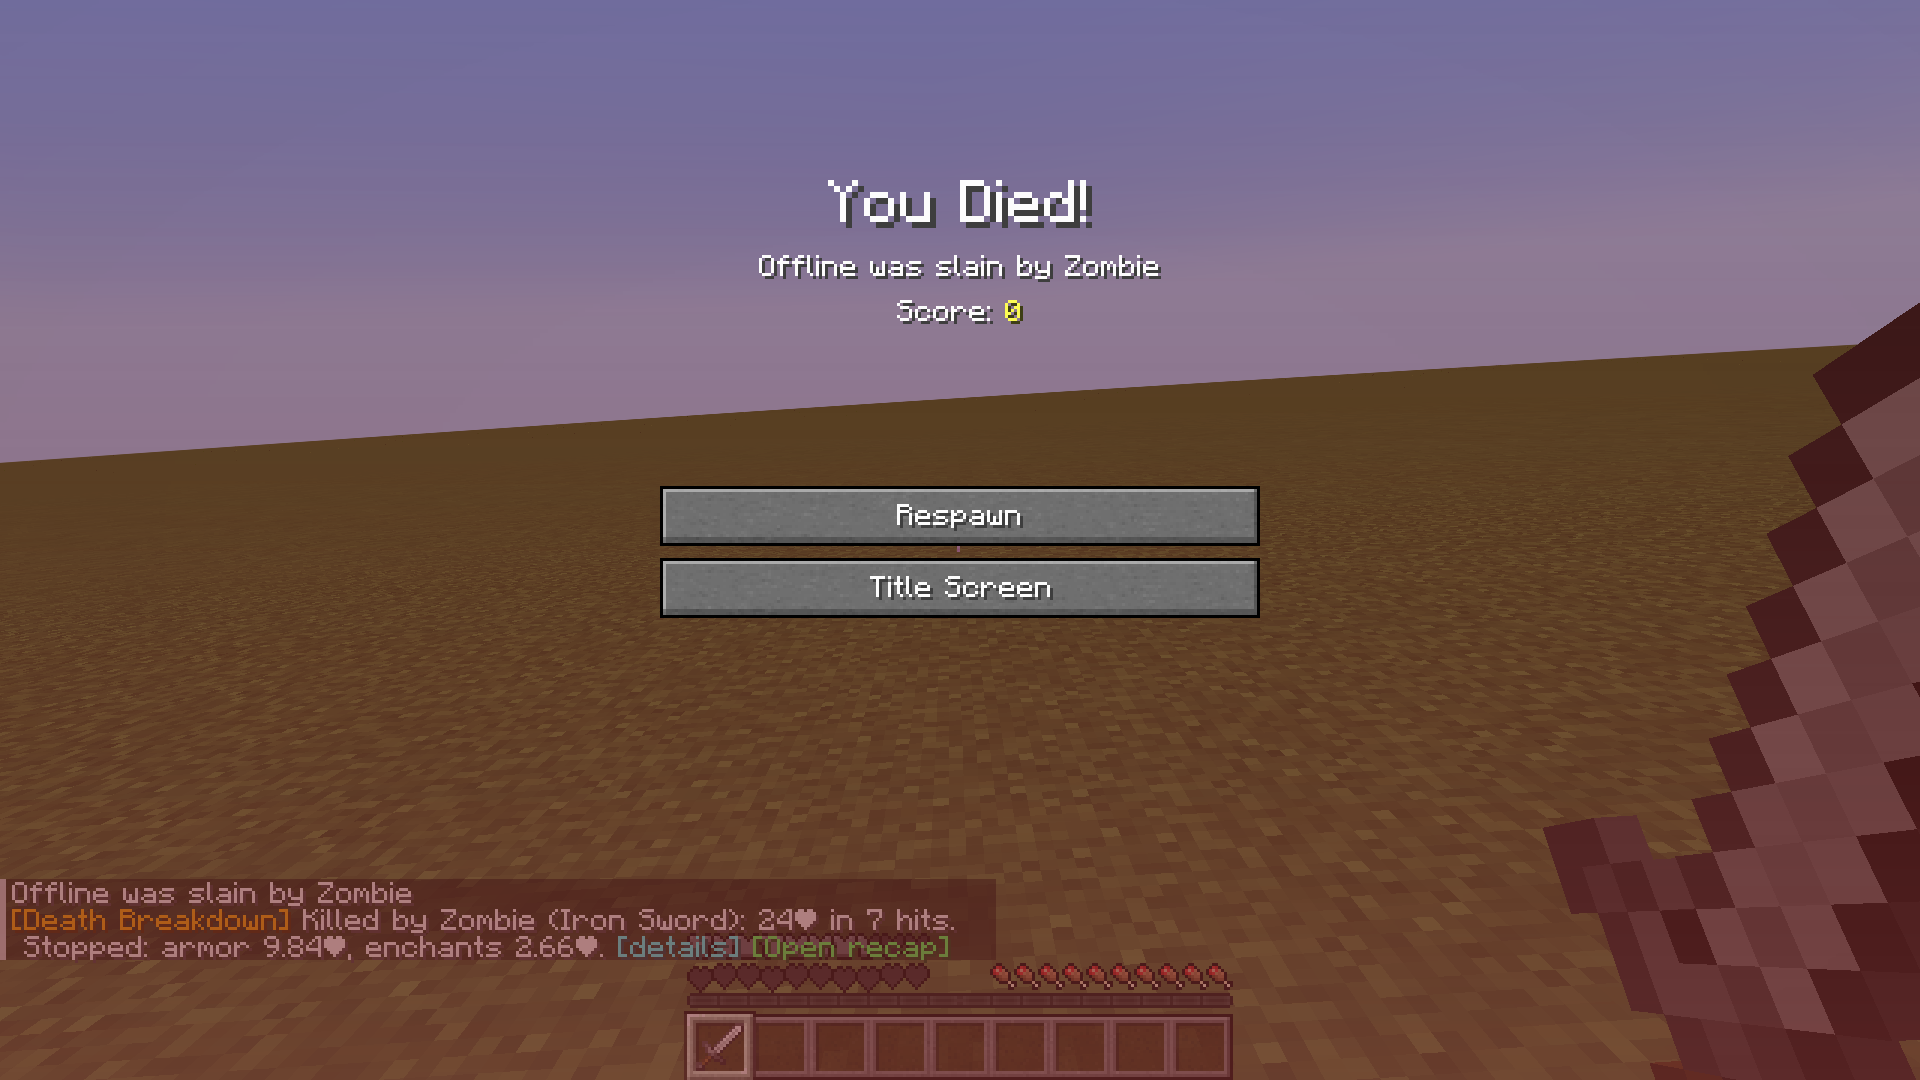 You Died!
Offline was slain by Zombie
Score: 0
Respawn
Title Screen
Offline was slain by Zombie
[Death Breakdown] Killed by Zombie (Iron Sword): 24♥ in 7 hits.
Stopped: armor 9.84♥, enchants 2.66♥. [details] [Open recap]